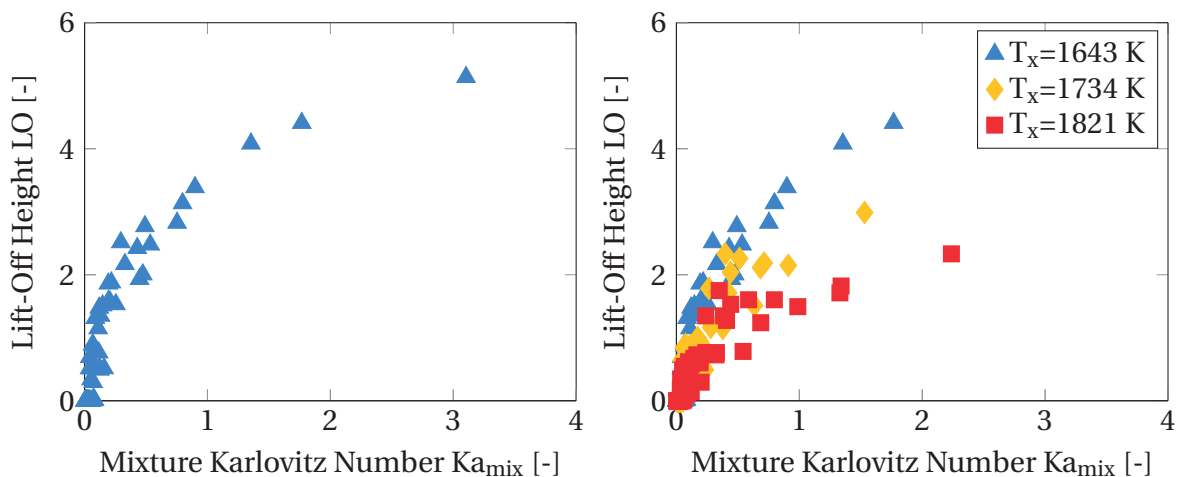 6
4
2
0
0
1
2
3
4
Lift-Off Height LO [-]
Mixture Karlovitz Number Ka_mix [-]
6
4
2
0
0
1
2
3
4
Lift-Off Height LO [-]
Mixture Karlovitz Number Ka_mix [-]
T_x=1643 K
T_x=1734 K
T_x=1821 K